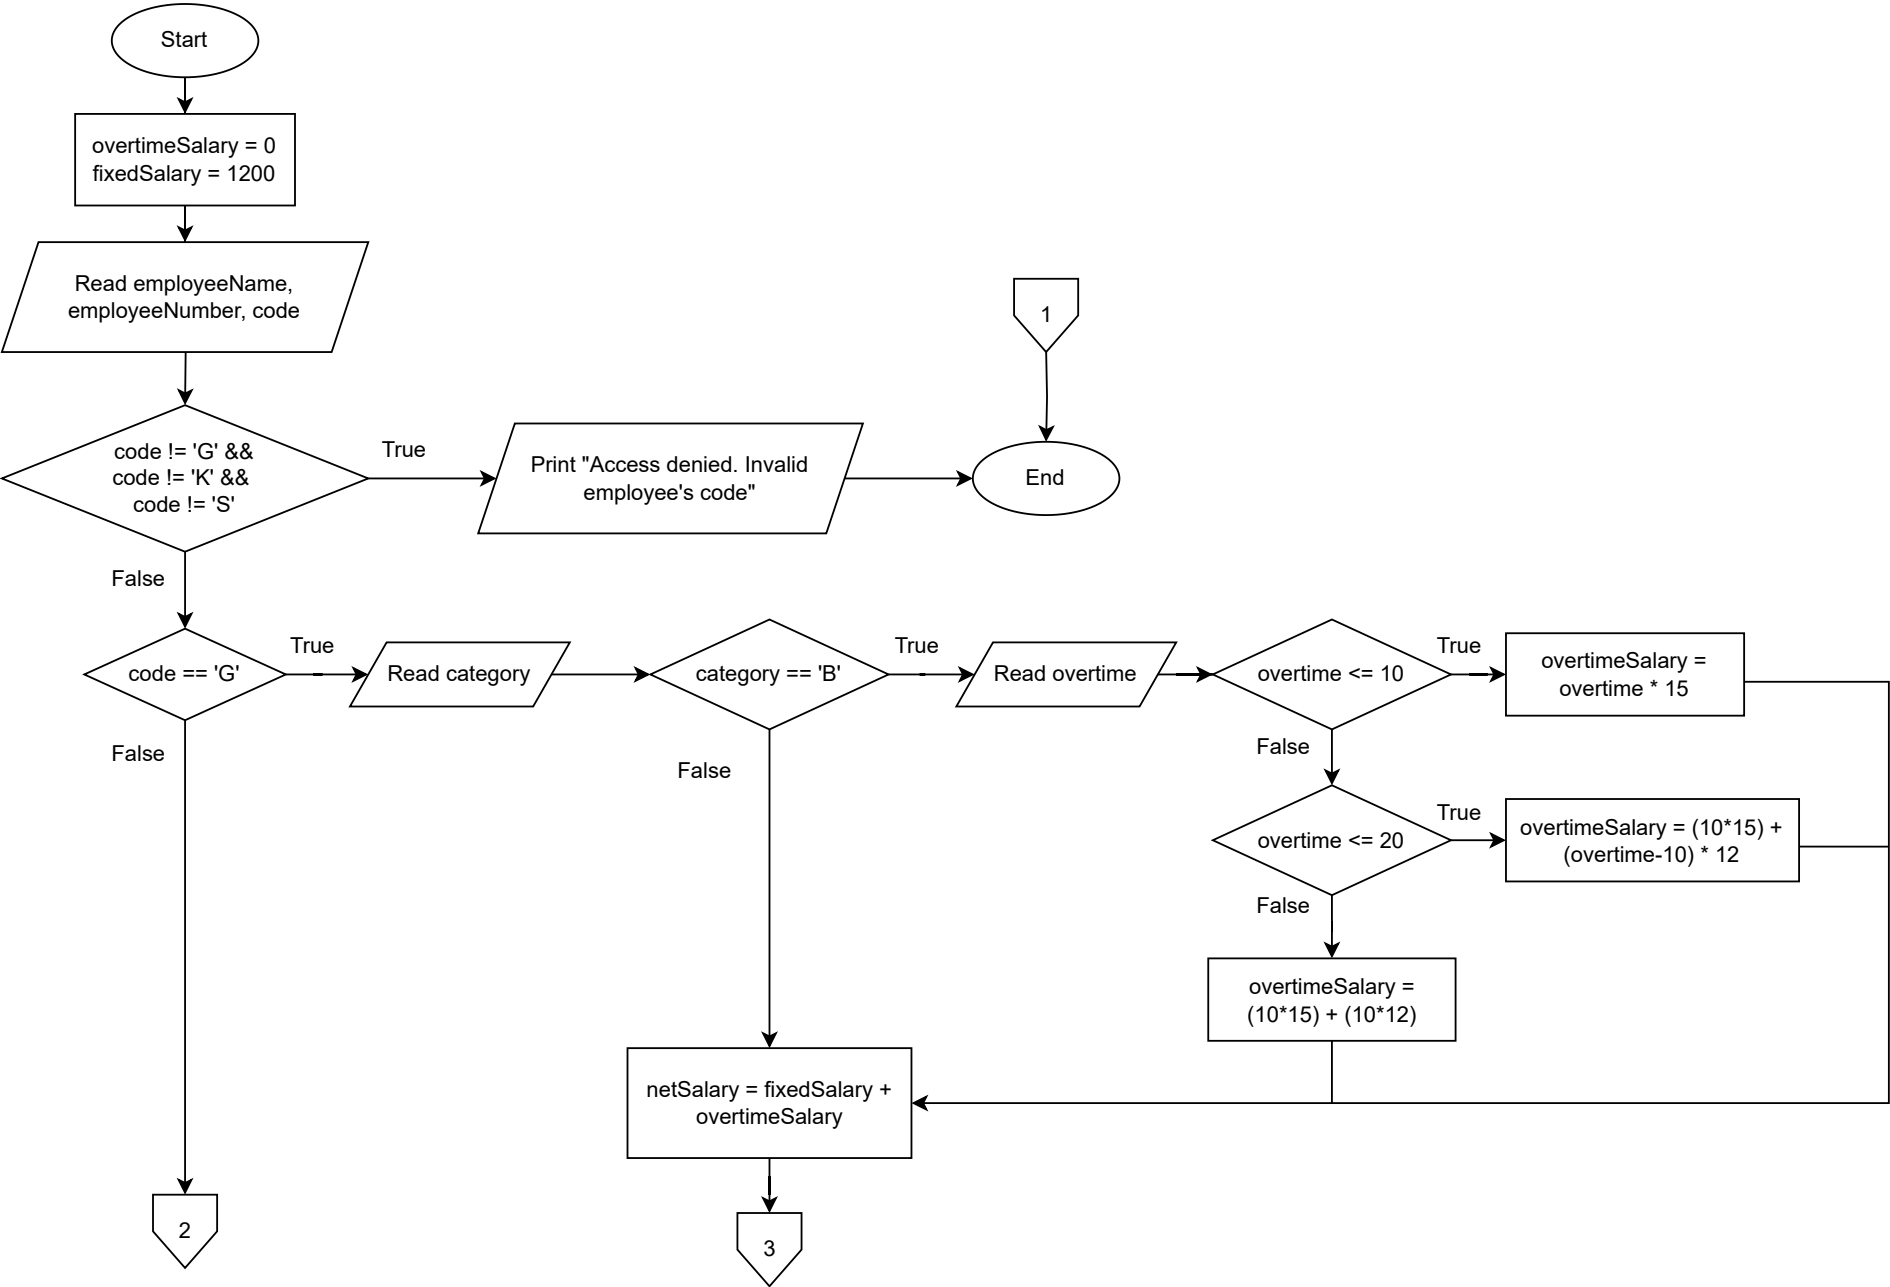 Start
overtimeSalary = 0
fixedSalary = 1200
Read employeeName,
employeeNumber, code
1
code != 'G' &&
code != 'K' &&
code != 'S'
True
Print "Access denied. Invalid
employee's code"
End
False
code == 'G'
True
Read category
category == 'B'
True
Read overtime
overtime <= 10
True
overtimeSalary =
overtime * 15
False
False
False
overtime <= 20
True
overtimeSalary = (10*15) +
(overtime-10) * 12
False
overtimeSalary =
(10*15) + (10*12)
netSalary = fixedSalary +
overtimeSalary
2
3